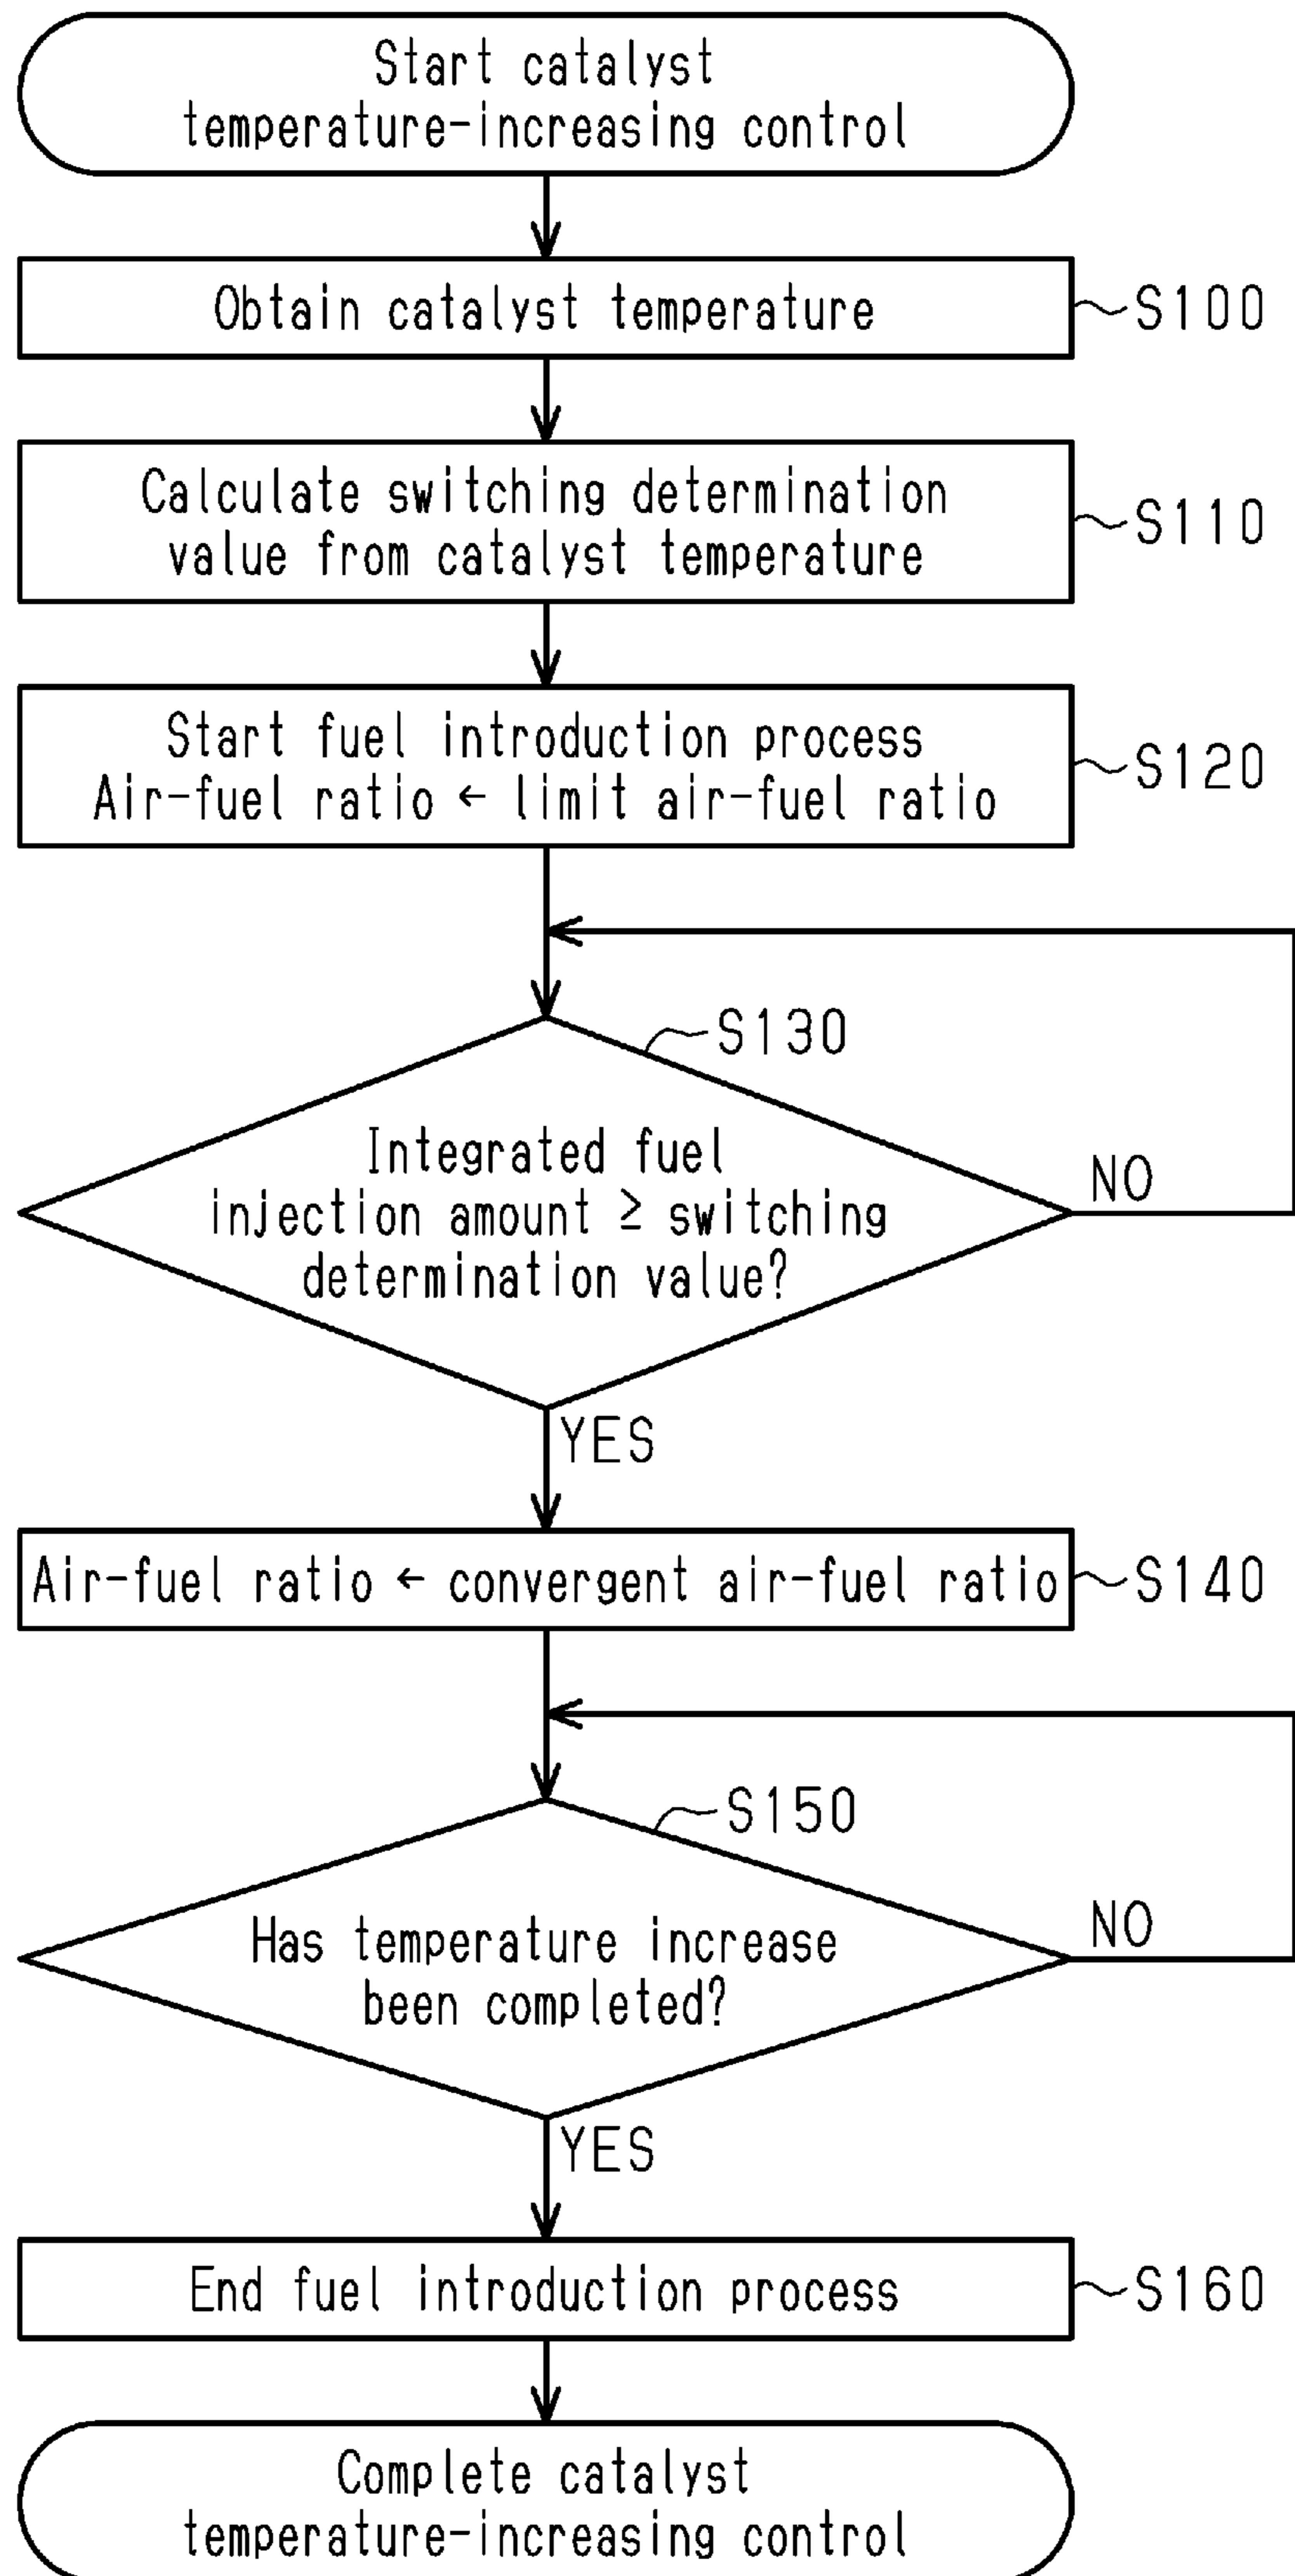 Start catalyst
temperature-increasing control
Obtain catalyst temperature
S100
Calculate switching determination
value from catalyst temperature
S110
Start fuel introduction process
Air-fuel ratio ← limit air-fuel ratio
S120
S130
Integrated fuel
injection amount ≥ switching
determination value?
NO
YES
Air-fuel ratio ← convergent air-fuel ratio
S140
S150
Has temperature increase
been completed?
NO
YES
End fuel introduction process
S160
Complete catalyst
temperature-increasing control